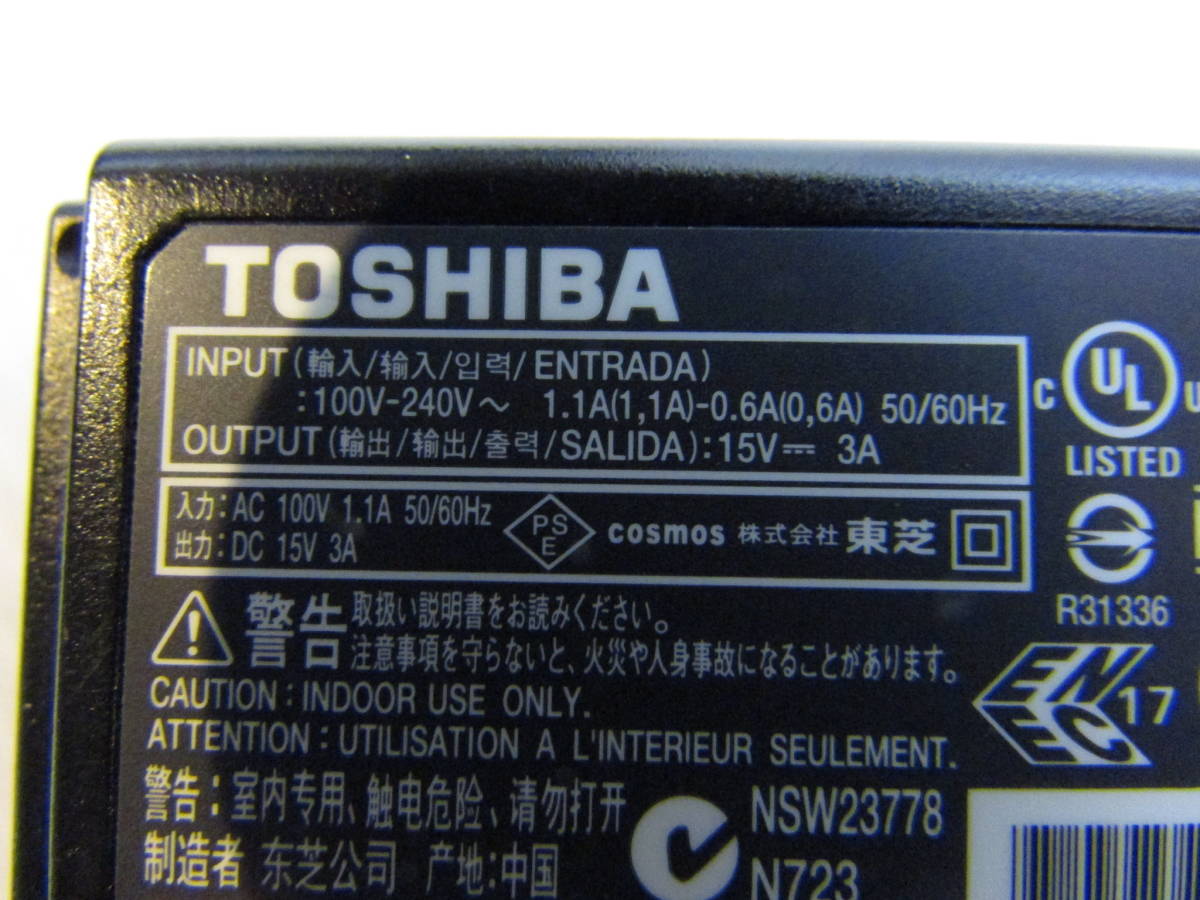 TOSHIBA
INPUT(輸入/输入/입력/ENTRADA)
:100V-240V～ 1.1A(1,1A)-0.6A(0,6A) 50/60Hz
OUTPUT(輸出/输出/출력/SALIDA):15V⎓ 3A
入力:AC 100V 1.1A 50/60Hz
出力:DC 15V 3A
PS
E
cosmos 株式会社 東芝
C UL
LISTED
R31336
警告 取扱い説明書をお読みください。
注意事項を守らないと、火災や人身事故になることがあります。
CAUTION:INDOOR USE ONLY.
ATTENTION:UTILISATION A L'INTERIEUR SEULEMENT.
EN
EC
17
警告:室内专用、触电危险、请勿打开
制造者 东芝公司 产地:中国
NSW23778
N723